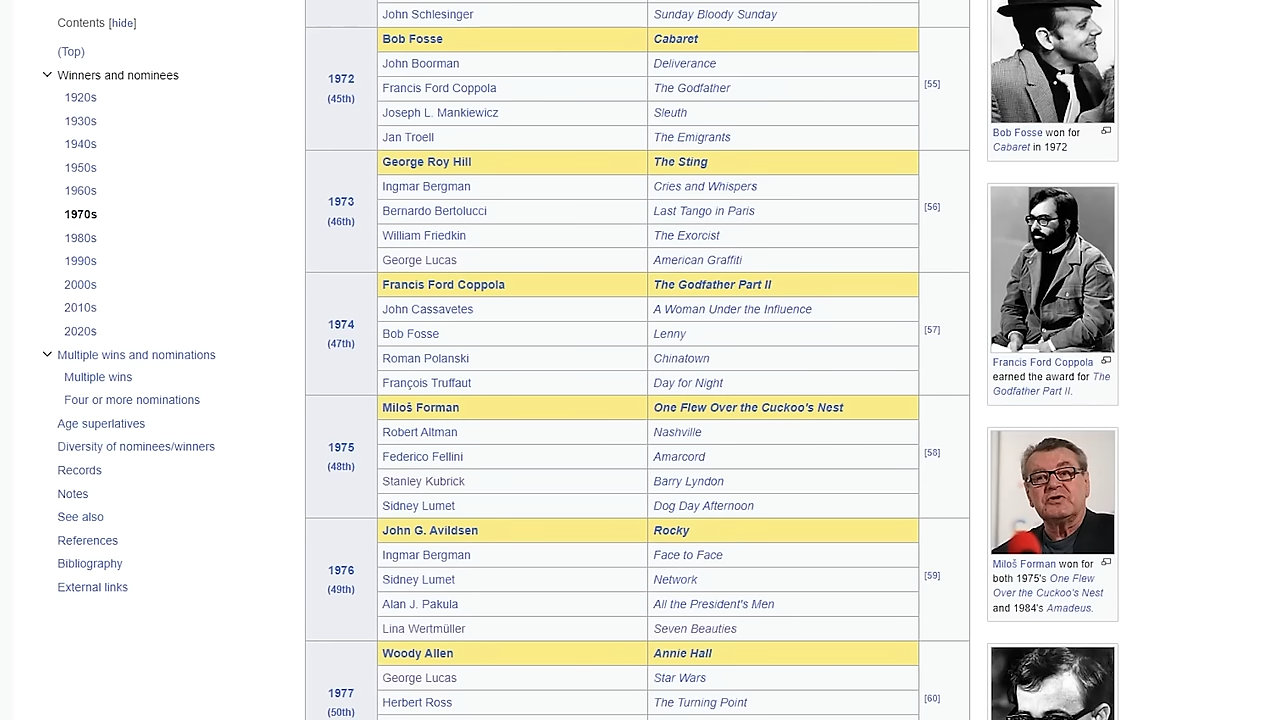 Contents [hide]
(Top)
Winners and nominees
1920s
1930s
1940s
1950s
1960s
1970s
1980s
1990s
2000s
2010s
2020s
Multiple wins and nominations
Multiple wins
Four or more nominations
Age superlatives
Diversity of nominees/winners
Records
Notes
See also
References
Bibliography
External links
John Schlesinger Sunday Bloody Sunday
1972
(45th)
Bob Fosse Cabaret
John Boorman Deliverance
Francis Ford Coppola The Godfather
Joseph L. Mankiewicz Sleuth
Jan Troell The Emigrants
[55]
1973
(46th)
George Roy Hill The Sting
Ingmar Bergman Cries and Whispers
Bernardo Bertolucci Last Tango in Paris
William Friedkin The Exorcist
George Lucas American Graffiti
[56]
1974
(47th)
Francis Ford Coppola The Godfather Part II
John Cassavetes A Woman Under the Influence
Bob Fosse Lenny
Roman Polanski Chinatown
François Truffaut Day for Night
[57]
1975
(48th)
Miloš Forman One Flew Over the Cuckoo's Nest
Robert Altman Nashville
Federico Fellini Amarcord
Stanley Kubrick Barry Lyndon
Sidney Lumet Dog Day Afternoon
[58]
1976
(49th)
John G. Avildsen Rocky
Ingmar Bergman Face to Face
Sidney Lumet Network
Alan J. Pakula All the President's Men
Lina Wertmüller Seven Beauties
[59]
1977
(50th)
Woody Allen Annie Hall
George Lucas Star Wars
Herbert Ross The Turning Point
[60]
Bob Fosse won for
Cabaret in 1972
Francis Ford Coppola
earned the award for The
Godfather Part II.
Miloš Forman won for
both 1975's One Flew
Over the Cuckoo's Nest
and 1984's Amadeus.